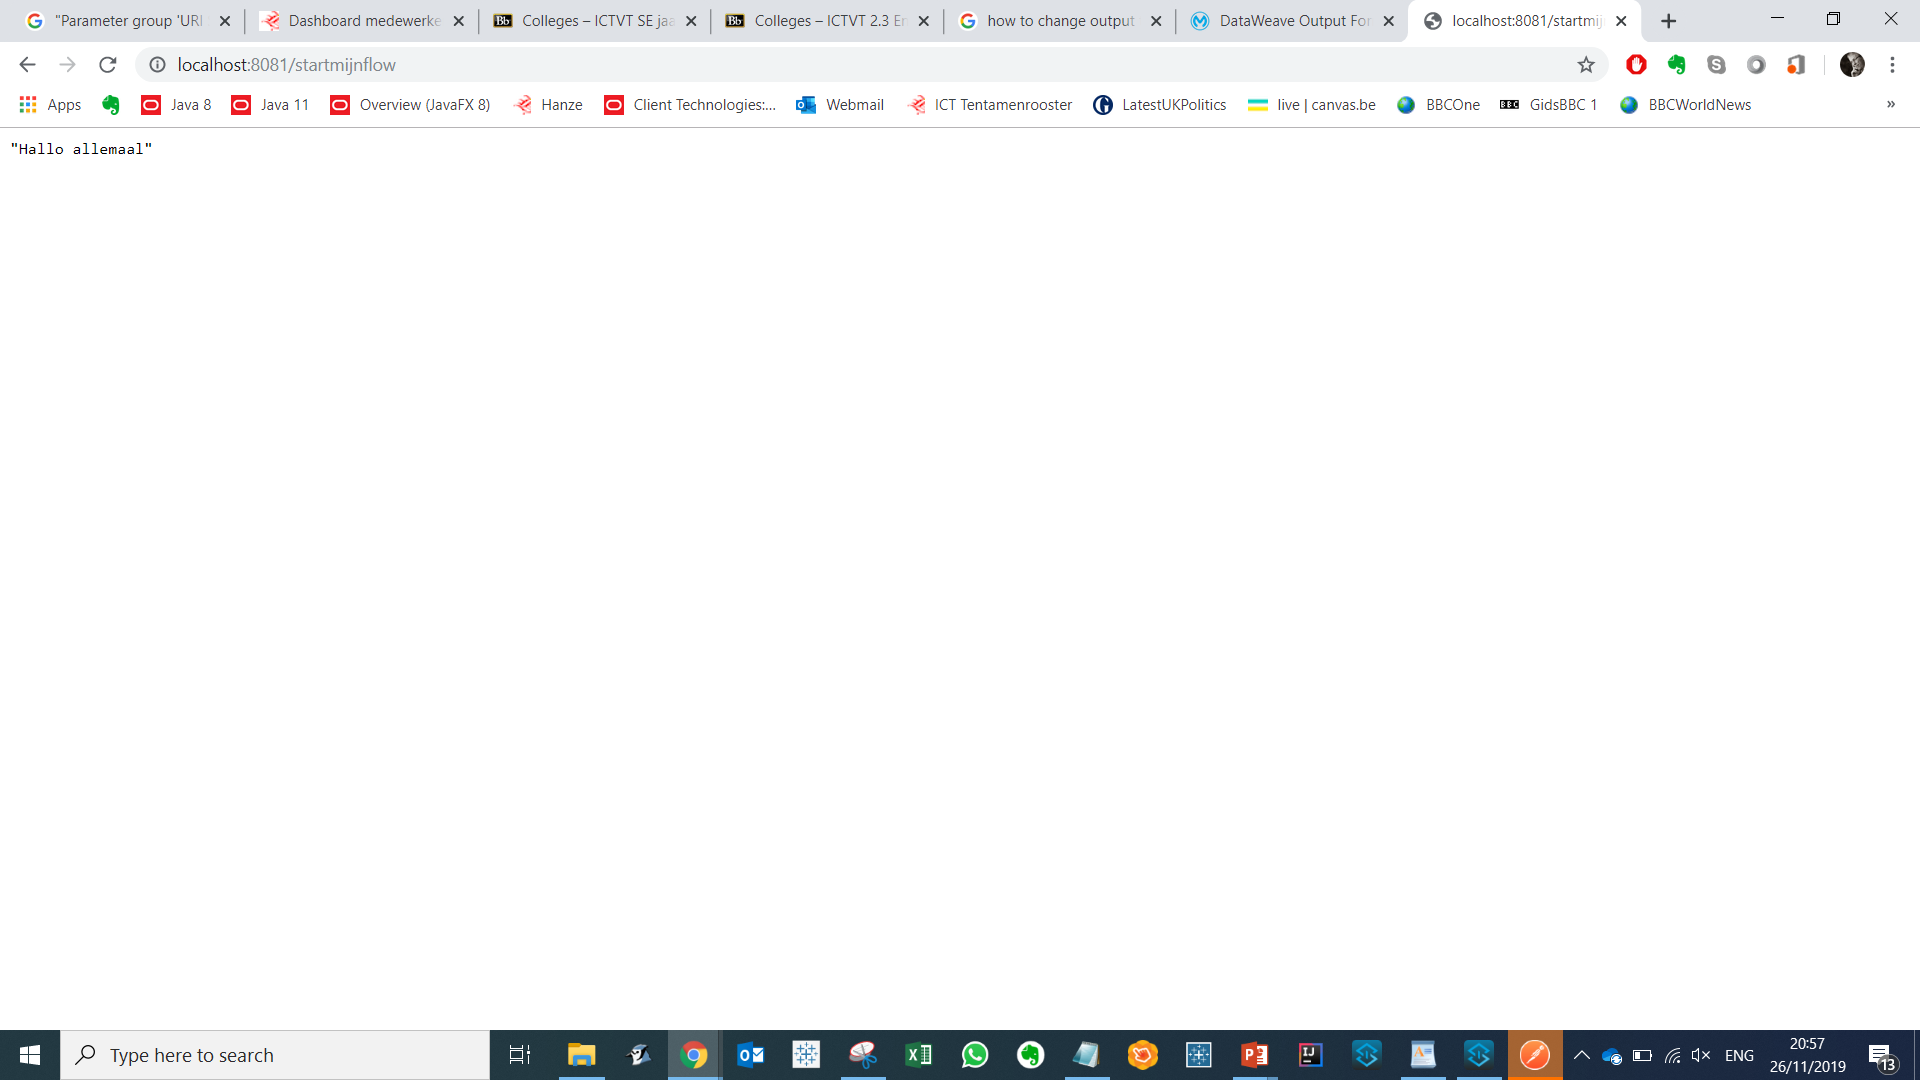 "Parameter group 'URI
Dashboard medewerke
Colleges – ICTVT SE jaa
Colleges – ICTVT 2.3 En
how to change output
DataWeave Output For
localhost:8081/startmij
localhost:8081/startmijnflow
Apps
Java 8
Java 11
Overview (JavaFX 8)
Hanze
Client Technologies:...
Webmail
ICT Tentamenrooster
LatestUKPolitics
live | canvas.be
BBCOne
BBC
GidsBBC 1
BBCWorldNews
»
"Hallo allemaal"
Type here to search
ENG
20:57
26/11/2019
13